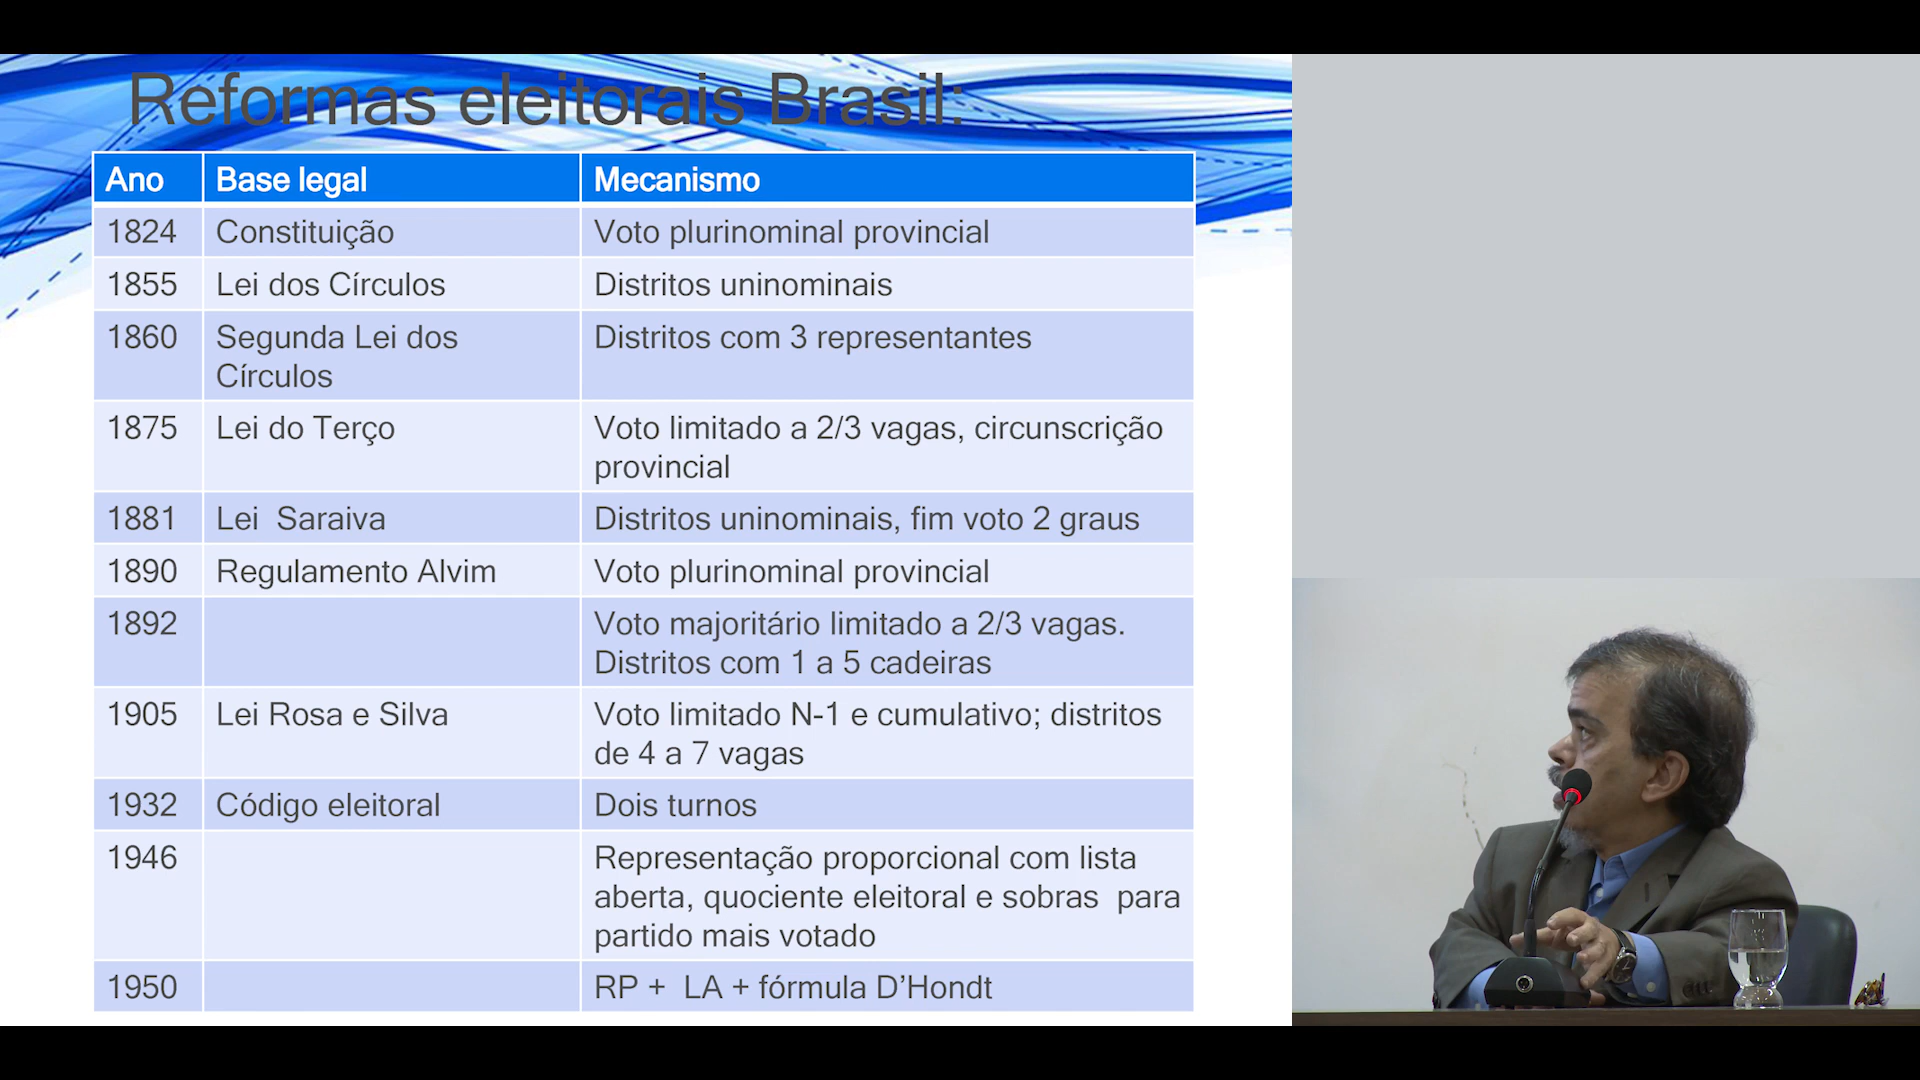 Reformas eleitorais Brasil:
Ano Base legal Mecanismo
1824 Constituição Voto plurinominal provincial
1855 Lei dos Círculos Distritos uninominais
1860 Segunda Lei dos Distritos com 3 representantes
Círculos
1875 Lei do Terço Voto limitado a 2/3 vagas, circunscrição
provincial
1881 Lei Saraiva Distritos uninominais, fim voto 2 graus
1890 Regulamento Alvim Voto plurinominal provincial
1892 Voto majoritário limitado a 2/3 vagas.
Distritos com 1 a 5 cadeiras
1905 Lei Rosa e Silva Voto limitado N-1 e cumulativo; distritos
de 4 a 7 vagas
1932 Código eleitoral Dois turnos
1946 Representação proporcional com lista
aberta, quociente eleitoral e sobras para
partido mais votado
1950 RP + LA + fórmula D’Hondt